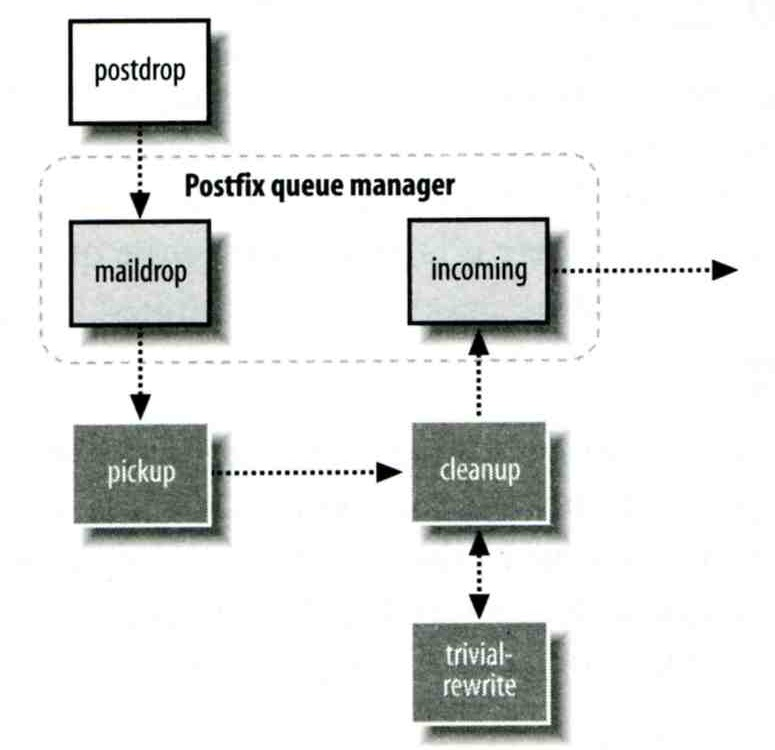 postdrop
Postfix queue manager
maildrop
incoming
pickup
cleanup
trivial-
rewrite